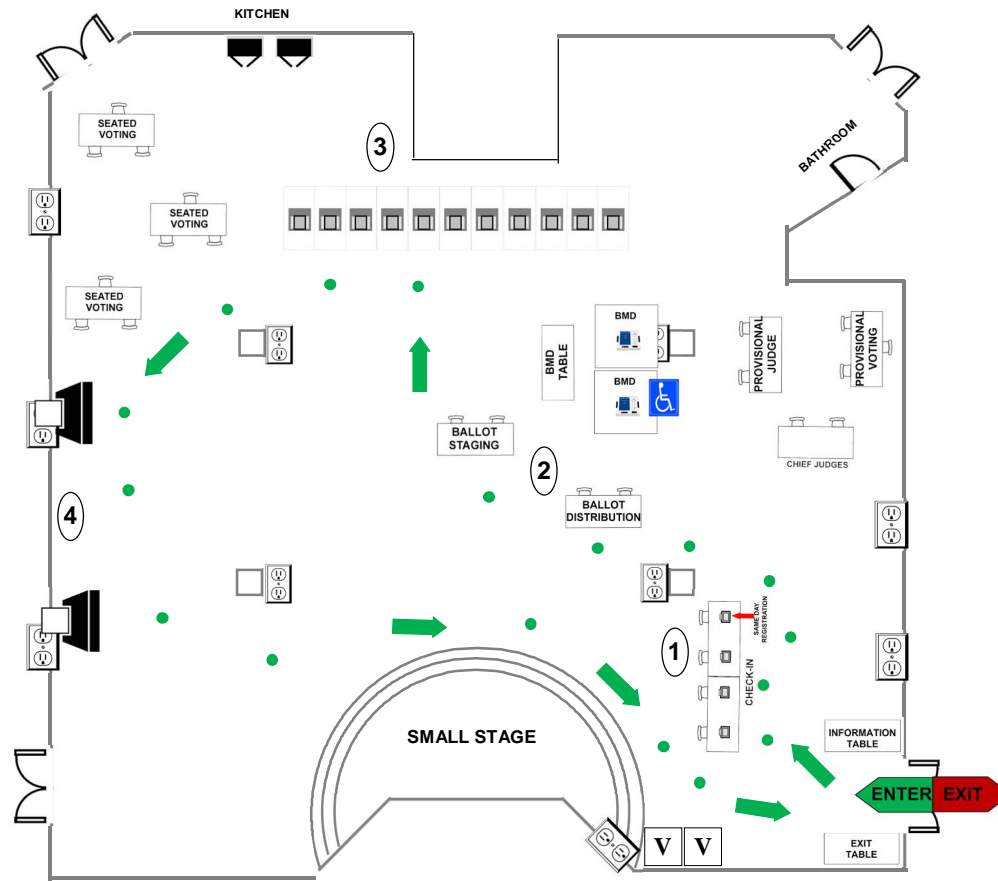 KITCHEN
SEATED
VOTING
3
BATHROOM
SEATED
VOTING
SEATED
VOTING
BMD
BMD
TABLE
BMD
PROVISIONAL
JUDGE
PROVISIONAL
VOTING
BALLOT
STAGING
CHIEF JUDGES
2
4
BALLOT
DISTRIBUTION
SAME DAY
REGISTRATION
1
CHECK-IN
SMALL STAGE
INFORMATION
TABLE
ENTER
EXIT
V
V
EXIT
TABLE